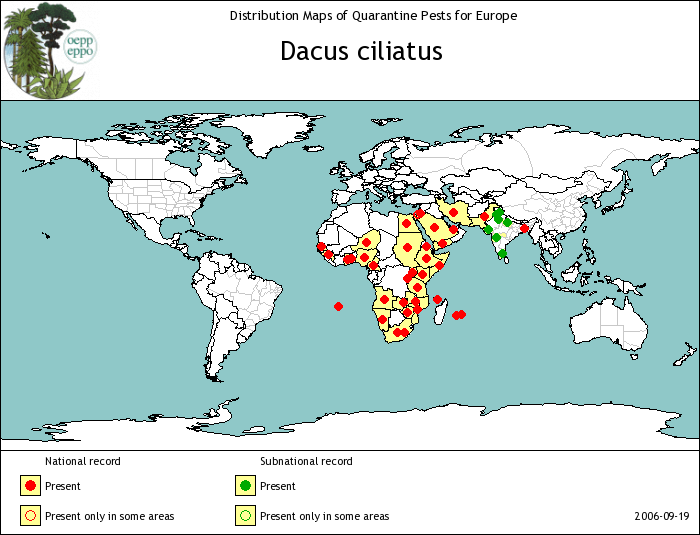 Distribution Maps of Quarantine Pests for Europe
oepp
eppo
Dacus ciliatus
National record
Subnational record
Present
Present
Present only in some areas
Present only in some areas
2006-09-19